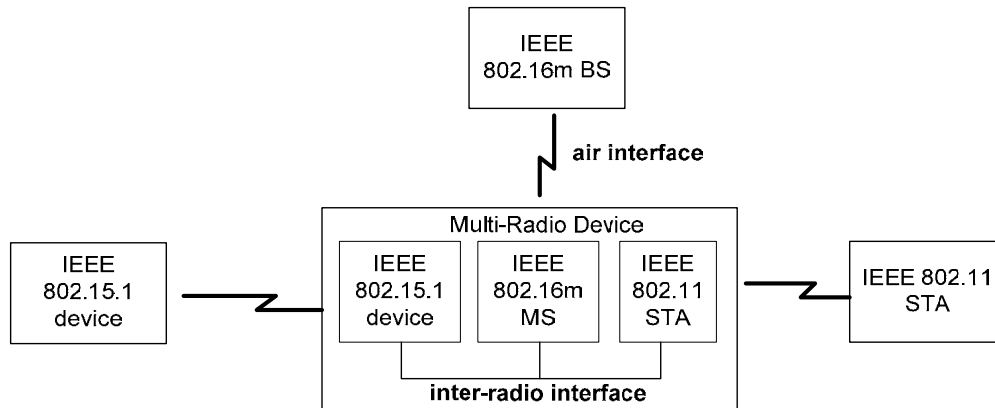 IEEE
802.16m BS
air interface
Multi-Radio Device
IEEE
802.15.1
device
IEEE
802.15.1
device
IEEE
802.16m
MS
IEEE
802.11
STA
IEEE 802.11
STA
inter-radio interface